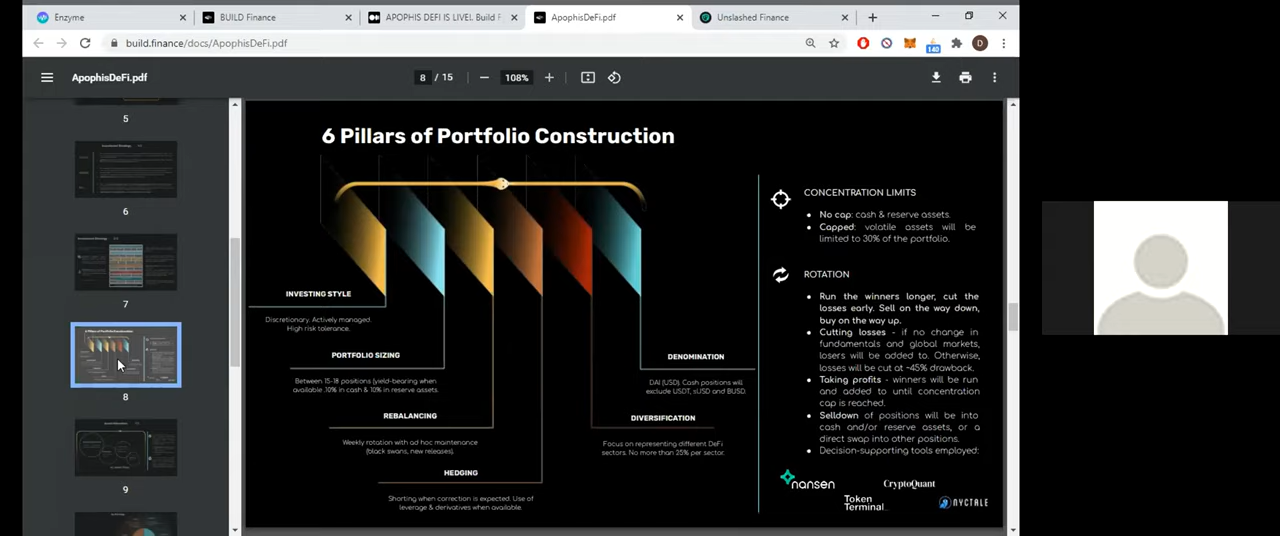 Enzyme
BUILD Finance
APOPHIS DEFI IS LIVE!. Build F
ApophisDeFi.pdf
Unslashed Finance
build.finance/docs/ApophisDeFi.pdf
140
D
ApophisDeFi.pdf
8 / 15
108%
5
6
7
6 Pillars of Portfolio Construction
8
9
6 Pillars of Portfolio Construction
INVESTING STYLE
Discretionary. Actively managed.
High risk tolerance.
PORTFOLIO SIZING
Between 15-18 positions (yield-bearing when
available .10% in cash & 10% in reserve assets.
REBALANCING
Weekly rotation with ad hoc maintenance
(black swans, new releases).
HEDGING
Shorting when correction is expected. Use of
leverage & derivatives when available.
DENOMINATION
DAI (USD). Cash positions will
exclude USDT, sUSD and BUSD.
DIVERSIFICATION
Focus on representing different DeFi
sectors. No more than 25% per sector.
CONCENTRATION LIMITS
• No cap: cash & reserve assets.
• Capped: volatile assets will be
limited to 30% of the portfolio.
ROTATION
• Run the winners longer, cut the
losses early. Sell on the way down,
buy on the way up.
• Cutting losses - if no change in
fundamentals and global markets,
losers will be added to. Otherwise,
losses will be cut at ~45% drawback.
• Taking profits - winners will be run
and added to until concentration
cap is reached.
• Selldown of positions will be into
cash and/or reserve assets, or a
direct swap into other positions.
• Decision-supporting tools employed:
nansen
CryptoQuant
Token
Terminal_
NYCTALE